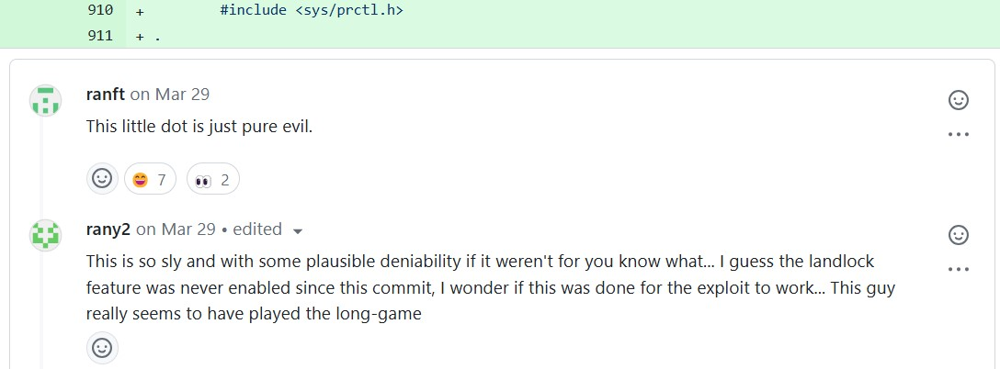 910 + #include <sys/prctl.h>
911 + .
ranft on Mar 29
This little dot is just pure evil.
7 2
rany2 on Mar 29 • edited
This is so sly and with some plausible deniability if it weren't for you know what... I guess the landlock
feature was never enabled since this commit, I wonder if this was done for the exploit to work... This guy
really seems to have played the long-game